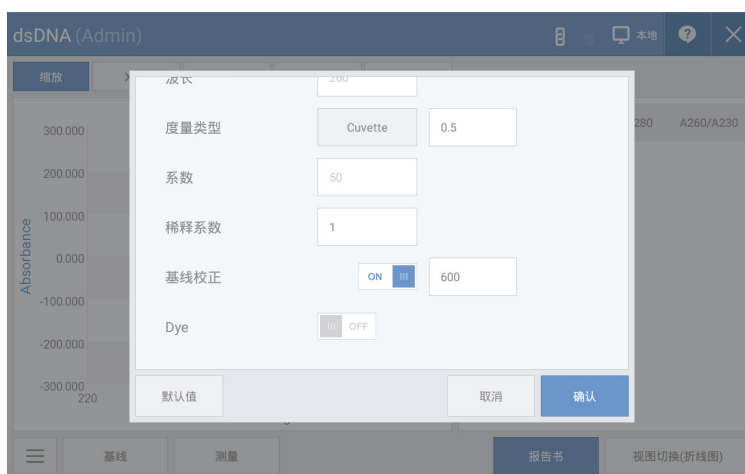 dsDNA (Admin)
本地
缩放
波长
260
度量类型
Cuvette
0.5
系数
50
稀释系数
1
基线校正
ON
600
Dye
OFF
默认值
取消
确认
280
A260/A230
Absorbance
300.000
200.000
100.000
0.000
-100.000
-200.000
-300.000
220
基线
测量
报告书
视图切换(折线图)